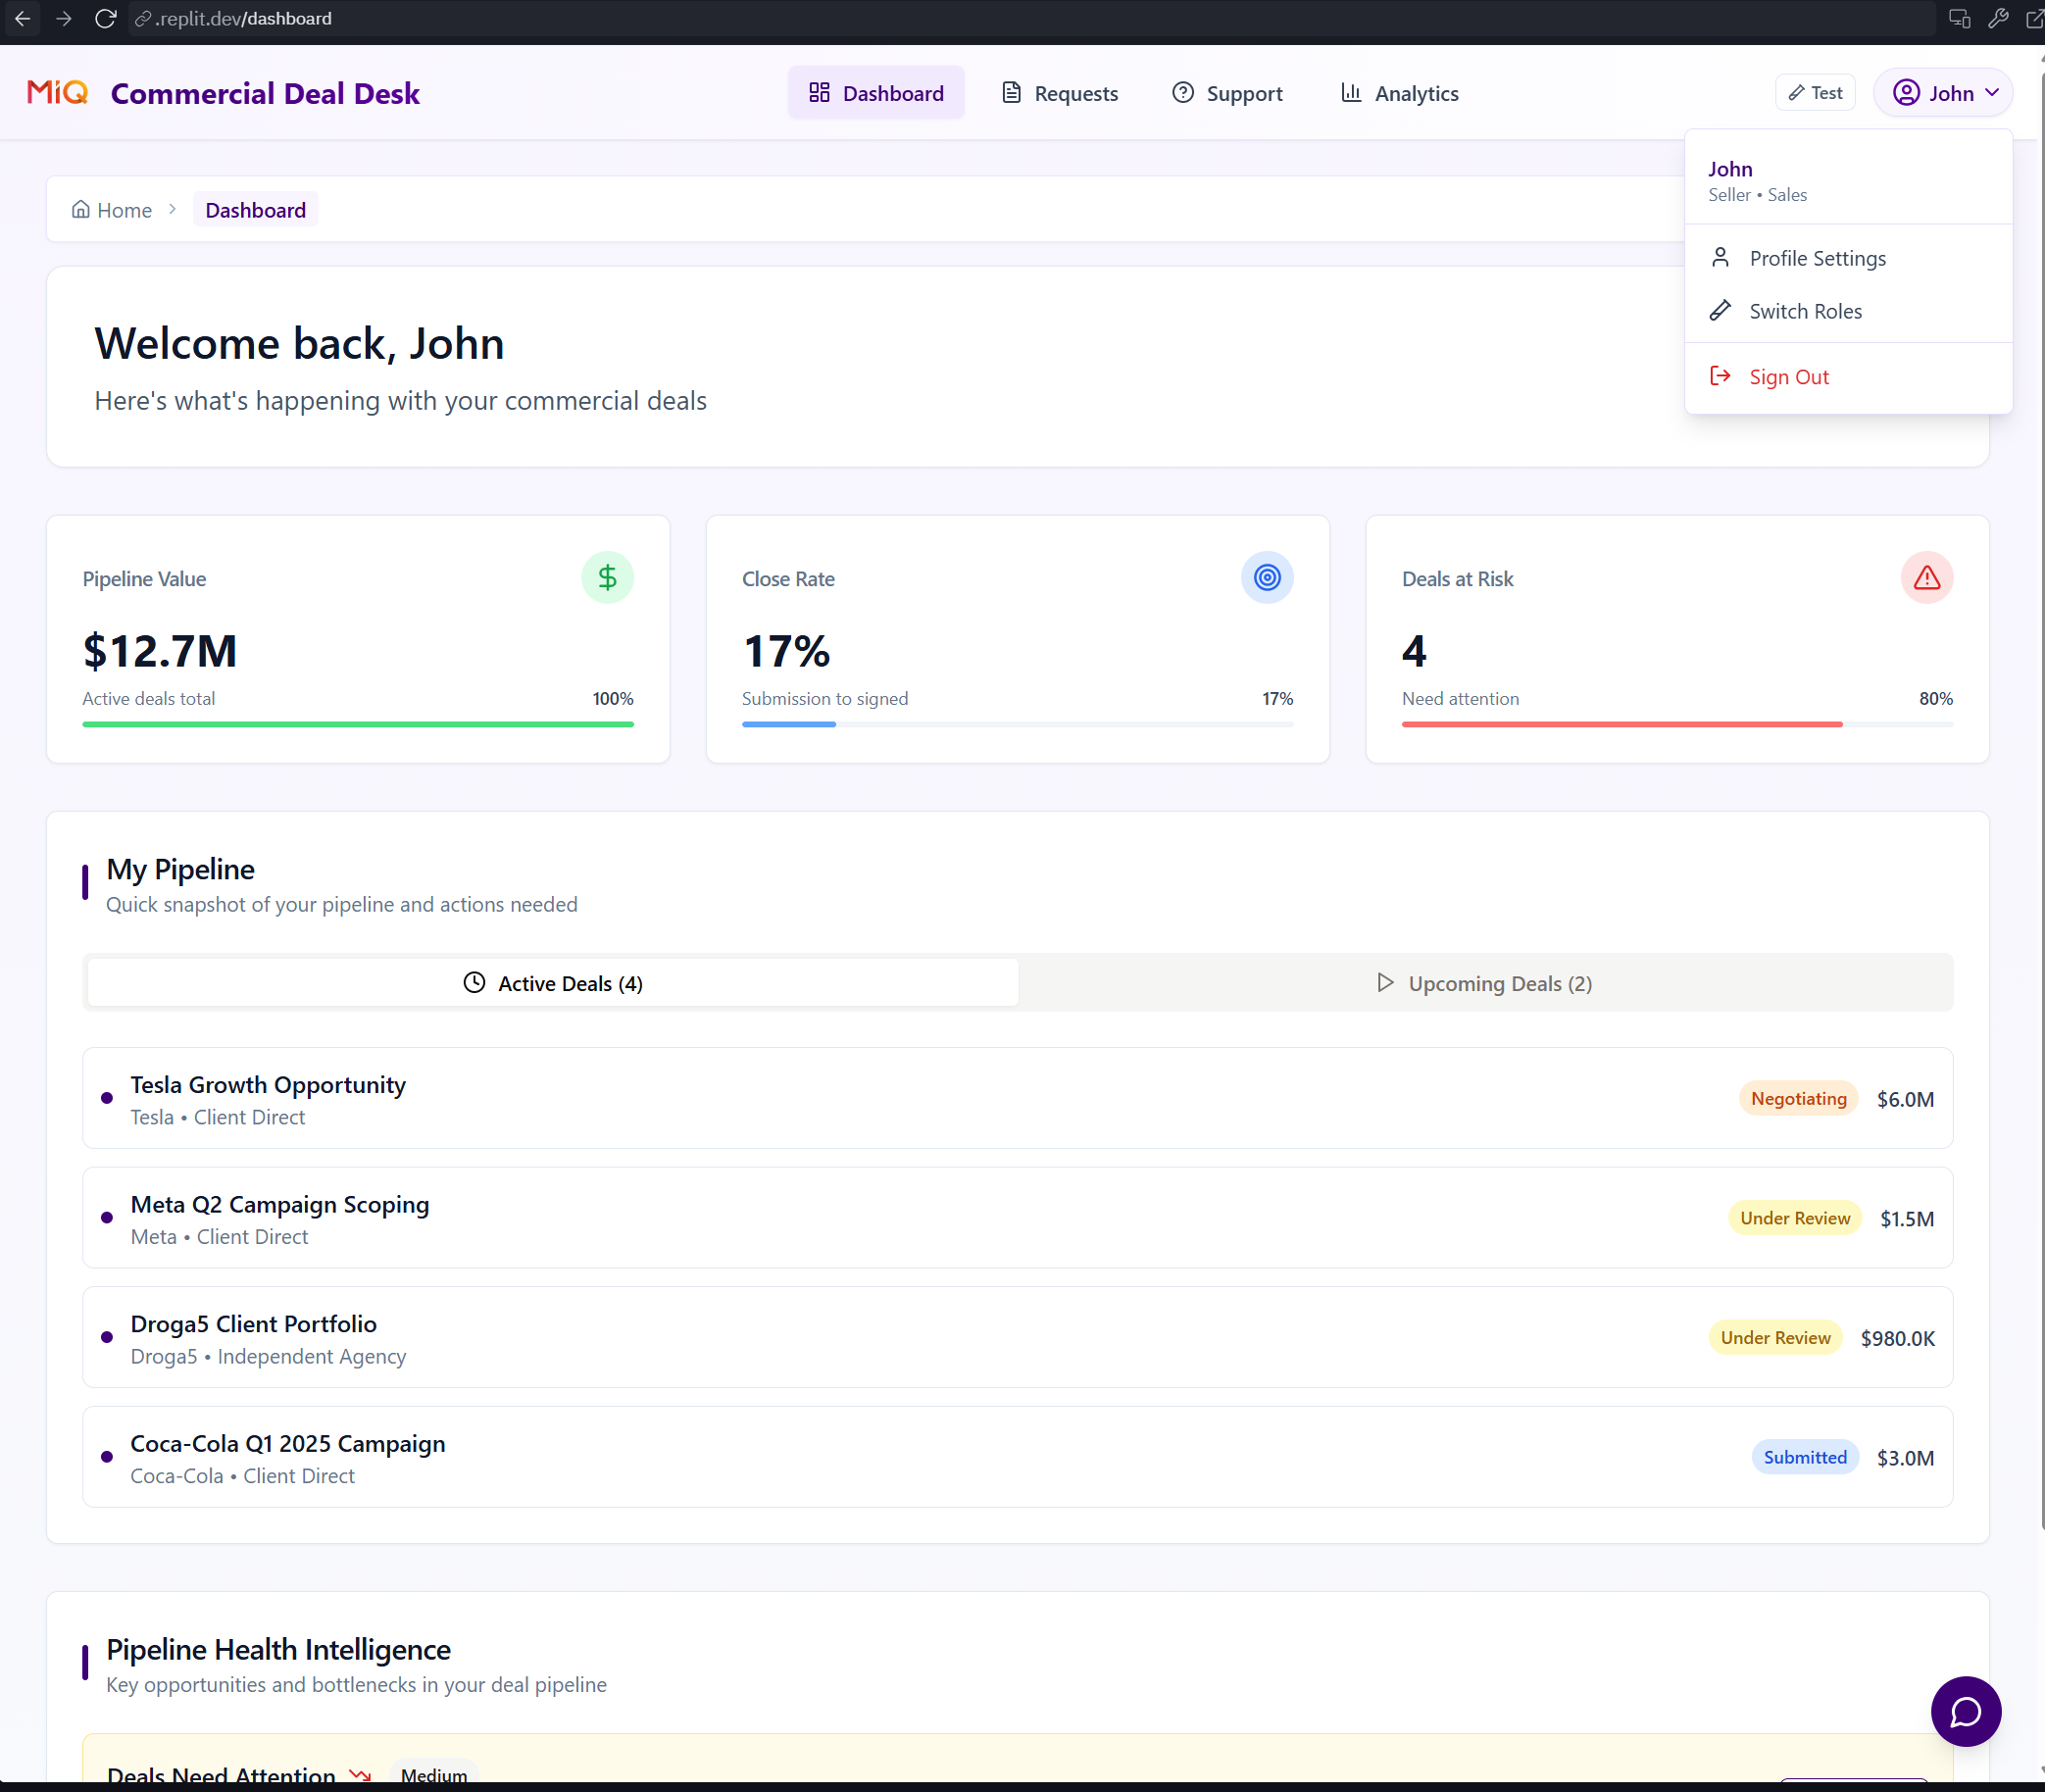 .replit.dev/dashboard
MiQ Commercial Deal Desk
Dashboard
Requests
Support
Analytics
Test
John
John
Seller • Sales
Profile Settings
Switch Roles
Sign Out
Home
Dashboard
Welcome back, John
Here's what's happening with your commercial deals
Pipeline Value
$12.7M
Active deals total 100%
Close Rate
17%
Submission to signed 17%
Deals at Risk
4
Need attention 80%
My Pipeline
Quick snapshot of your pipeline and actions needed
Active Deals (4)
Upcoming Deals (2)
Tesla Growth Opportunity
Tesla • Client Direct
Negotiating $6.0M
Meta Q2 Campaign Scoping
Meta • Client Direct
Under Review $1.5M
Droga5 Client Portfolio
Droga5 • Independent Agency
Under Review $980.0K
Coca-Cola Q1 2025 Campaign
Coca-Cola • Client Direct
Submitted $3.0M
Pipeline Health Intelligence
Key opportunities and bottlenecks in your deal pipeline
Deals Need Attention Medium